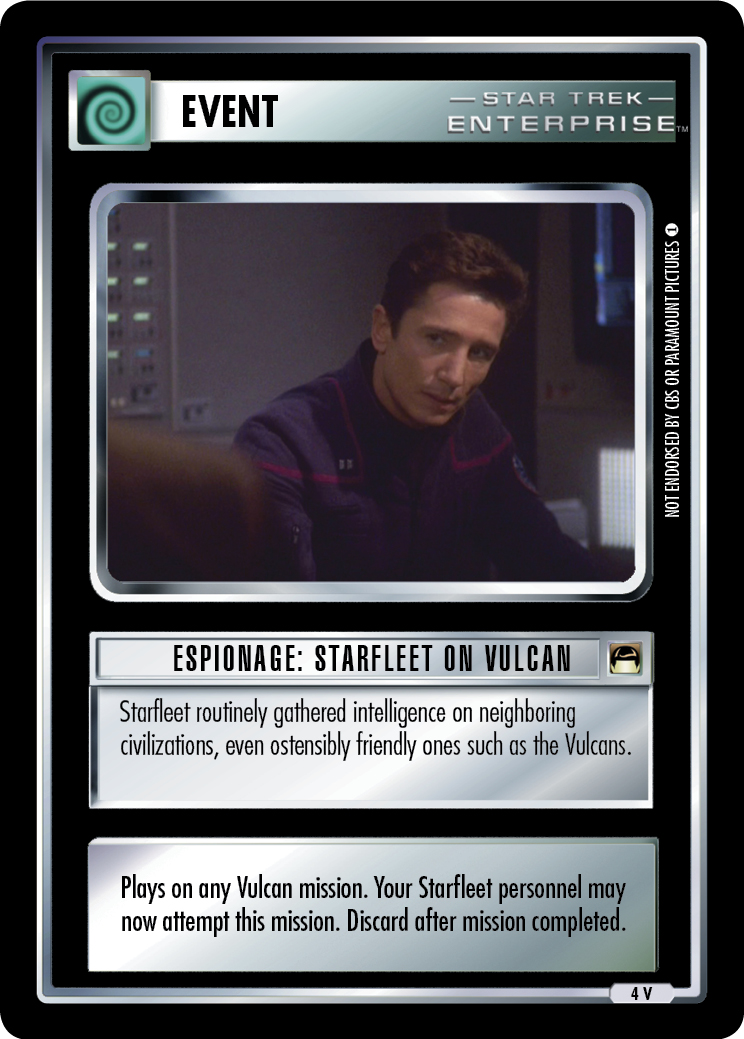 EVENT
— STAR TREK —
ENTERPRISE™
NOT ENDORSED BY CBS OR PARAMOUNT PICTURES 1
ESPIONAGE: STARFLEET ON VULCAN
Starfleet routinely gathered intelligence on neighboring
civilizations, even ostensibly friendly ones such as the Vulcans.
Plays on any Vulcan mission. Your Starfleet personnel may
now attempt this mission. Discard after mission completed.
4 V